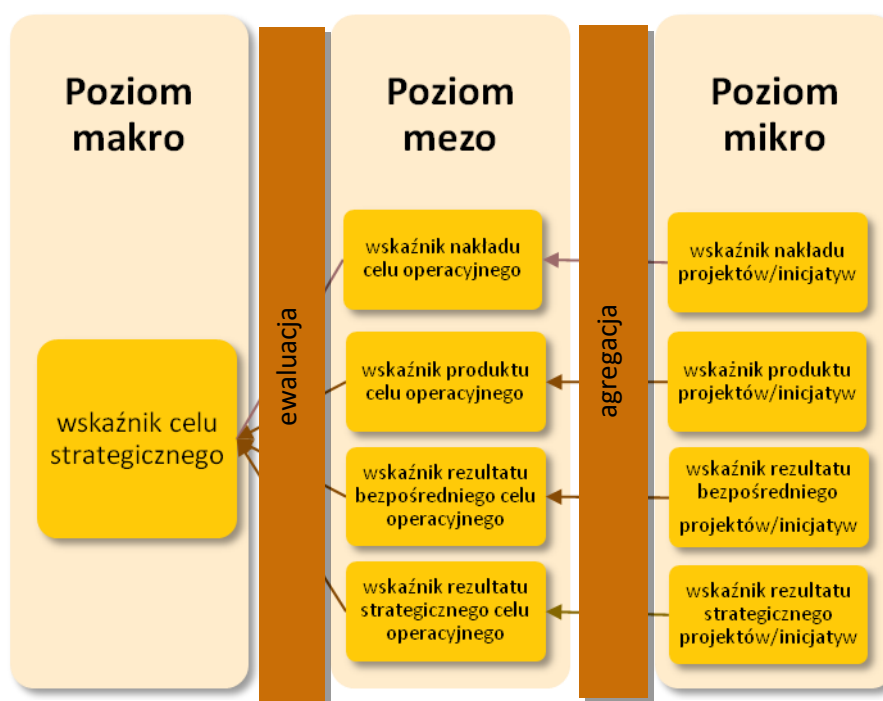 Poziom
makro
wskaźnik celu
strategicznego
ewaluacja
Poziom
mezo
wskaźnik nakładu
celu operacyjnego
wskaźnik produktu
celu operacyjnego
wskaźnik rezultatu
bezpośredniego celu
operacyjnego
wskaźnik rezultatu
strategicznego celu
operacyjnego
agregacja
Poziom
mikro
wskaźnik nakładu
projektów/inicjatyw
wskaźnik produktu
projektów/inicjatyw
wskaźnik rezultatu
bezpośredniego
projektów/inicjatyw
wskaźnik rezultatu
strategicznego
projektów/inicjatyw